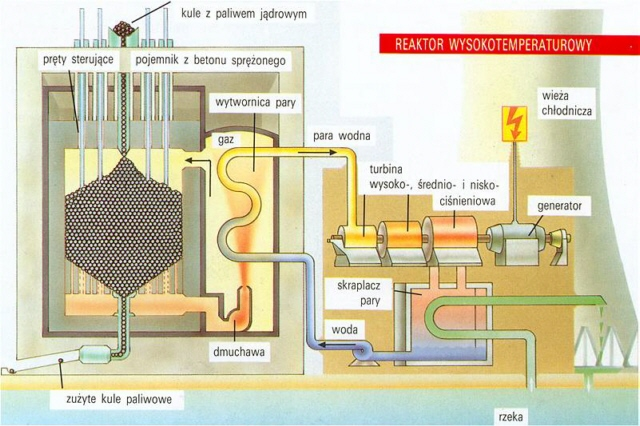 kule z paliwem jądrowym
REAKTOR WYSOKOTEMPERATUROWY
pręty sterujące
pojemnik z betonu sprężonego
wytwornica pary
wieża
chłodnicza
gaz
para wodna
turbina
wysoko-, średnio- i nisko-
ciśnieniowa
generator
skraplacz
pary
woda
dmuchawa
zużyte kule paliwowe
rzeka